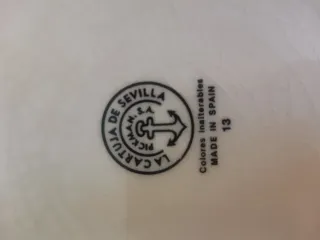 LA CARTUJA DE SEVILLA
PICKMAN, S.A.
Colores inalterables
MADE IN SPAIN
13